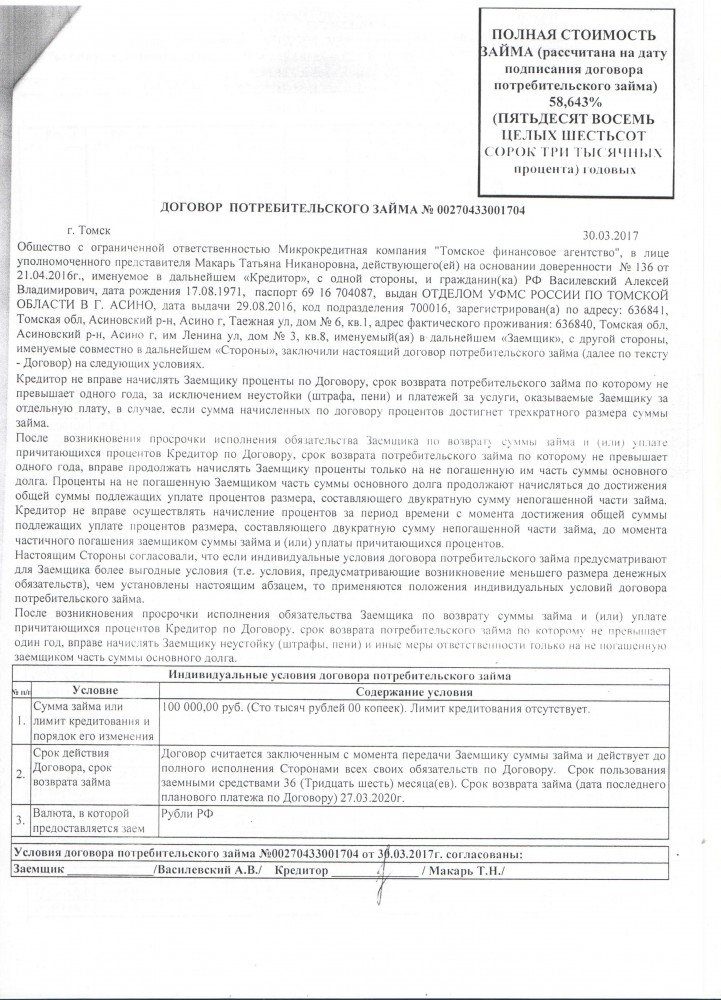 ПОЛНАЯ СТОИМОСТЬ
ЗАЙМА (рассчитана на дату
подписания договора
потребительского займа)
58,643%
(ПЯТЬДЕСЯТ ВОСЕМЬ
ЦЕЛЫХ ШЕСТЬСОТ
СОРОК ТРИ ТЫСЯЧНЫХ
процента) годовых
ДОГОВОР ПОТРЕБИТЕЛЬСКОГО ЗАЙМА № 00270433001704
г. Томск
30.03.2017
Общество с ограниченной ответственностью Микрокредитная компания "Томское финансовое агентство", в лице
уполномоченного представителя Макарь Татьяна Никаноровна, действующего(ей) на основании доверенности № 136 от
21.04.2016г., именуемое в дальнейшем «Кредитор», с одной стороны, и гражданин(ка) РФ Василевский Алексей
Владимирович, дата рождения 17.08.1971, паспорт 69 16 704087, выдан ОТДЕЛОМ УФМС РОССИИ ПО ТОМСКОЙ
ОБЛАСТИ В Г. АСИНО, дата выдачи 29.08.2016, код подразделения 700016, зарегистрирован(а) по адресу: 636841,
Томская обл, Асиновский р-н, Асино г, Таежная ул, дом № 6, кв.1, адрес фактического проживания: 636840, Томская обл,
Асиновский р-н, Асино г, им Ленина ул, дом № 3, кв.8, именуемый(ая) в дальнейшем «Заемщик», с другой стороны,
именуемые совместно в дальнейшем «Стороны», заключили настоящий договор потребительского займа (далее по тексту
- Договор) на следующих условиях.
Кредитор не вправе начислять Заемщику проценты по Договору, срок возврата потребительского займа по которому не
превышает одного года, за исключением неустойки (штрафа, пени) и платежей за услуги, оказываемые Заемщику за
отдельную плату, в случае, если сумма начисленных по договору процентов достигнет трехкратного размера суммы
займа.
После возникновения просрочки исполнения обязательства Заемщика по возврату суммы займа и (или) уплате
причитающихся процентов Кредитор по Договору, срок возврата потребительского займа по которому не превышает
одного года, вправе продолжать начислять Заемщику проценты только на не погашенную им часть суммы основного
долга. Проценты на не погашенную Заемщиком часть суммы основного долга продолжают начисляться до достижения
общей суммы подлежащих уплате процентов размера, составляющего двукратную сумму непогашенной части займа.
Кредитор не вправе осуществлять начисление процентов за период времени с момента достижения общей суммы
подлежащих уплате процентов размера, составляющего двукратную сумму непогашенной части займа, до момента
частичного погашения заемщиком суммы займа и (или) уплаты причитающихся процентов.
Настоящим Стороны согласовали, что если индивидуальные условия договора потребительского займа предусматривают
для Заемщика более выгодные условия (т.е. условия, предусматривающие возникновение меньшего размера денежных
обязательств), чем установлены настоящим абзацем, то применяются положения индивидуальных условий договора
потребительского займа.
После возникновения просрочки исполнения обязательства Заемщика по возврату суммы займа и (или) уплате
причитающихся процентов Кредитор по Договору, срок возврата потребительского займа по которому не превышает
один год, вправе начислять Заемщику неустойку (штрафы, пени) и иные меры ответственности только на не погашенную
заемщиком часть суммы основного долга.
Индивидуальные условия договора потребительского займа
№ п/п Условие Содержание условия
1. Сумма займа или лимит кредитования и порядок его изменения 100 000,00 руб. (Сто тысяч рублей 00 копеек). Лимит кредитования отсутствует.
2. Срок действия Договора, срок возврата займа Договор считается заключенным с момента передачи Заемщику суммы займа и действует до
полного исполнения Сторонами всех своих обязательств по Договору. Срок пользования
заемными средствами 36 (Тридцать шесть) месяца(ев). Срок возврата займа (дата последнего
планового платежа по Договору) 27.03.2020г.
3. Валюта, в которой предоставляется заем Рубли РФ
Условия договора потребительского займа №00270433001704 от 30.03.2017г. согласованы:
Заемщик ______________/Василевский А.В./ Кредитор ______________ / Макарь Т.Н./